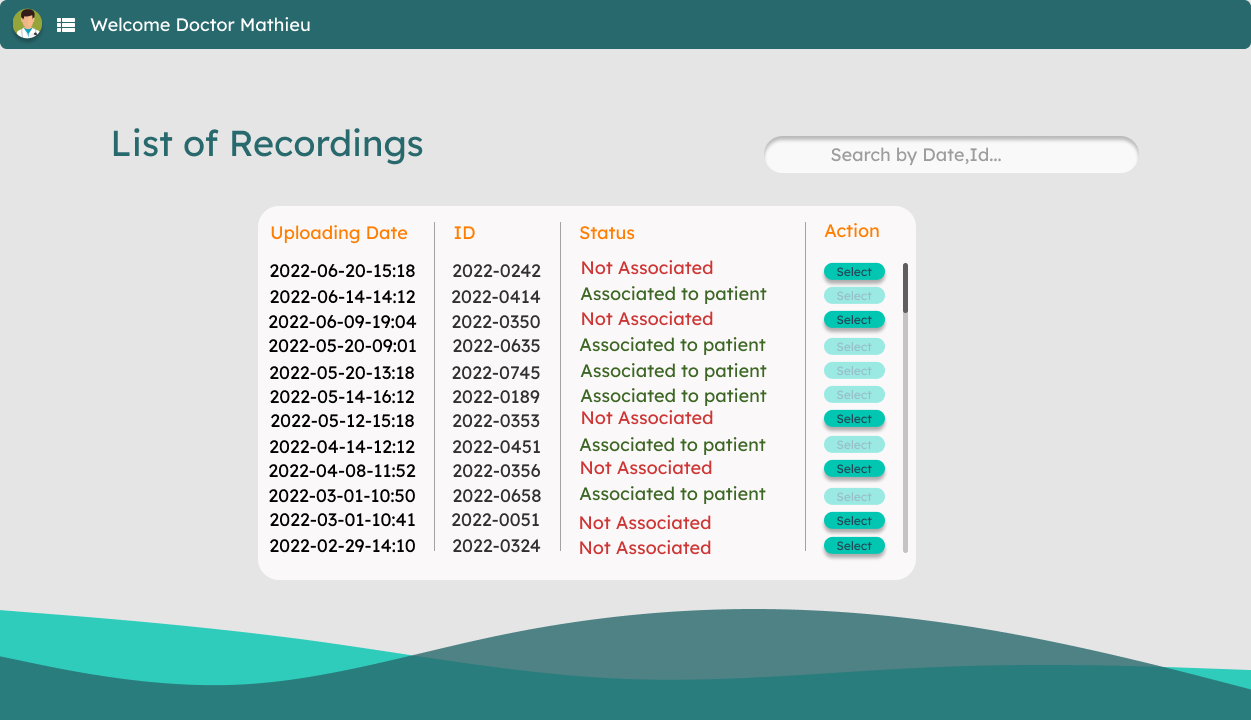 Welcome Doctor Mathieu
List of Recordings
Search by Date,Id...
Uploading Date ID Status Action
2022-06-20-15:18 2022-0242 Not Associated Select
2022-06-14-14:12 2022-0414 Associated to patient Select
2022-06-09-19:04 2022-0350 Not Associated Select
2022-05-20-09:01 2022-0635 Associated to patient Select
2022-05-20-13:18 2022-0745 Associated to patient Select
2022-05-14-16:12 2022-0189 Associated to patient Select
2022-05-12-15:18 2022-0353 Not Associated Select
2022-04-14-12:12 2022-0451 Associated to patient Select
2022-04-08-11:52 2022-0356 Not Associated Select
2022-03-01-10:50 2022-0658 Associated to patient Select
2022-03-01-10:41 2022-0051 Not Associated Select
2022-02-29-14:10 2022-0324 Not Associated Select